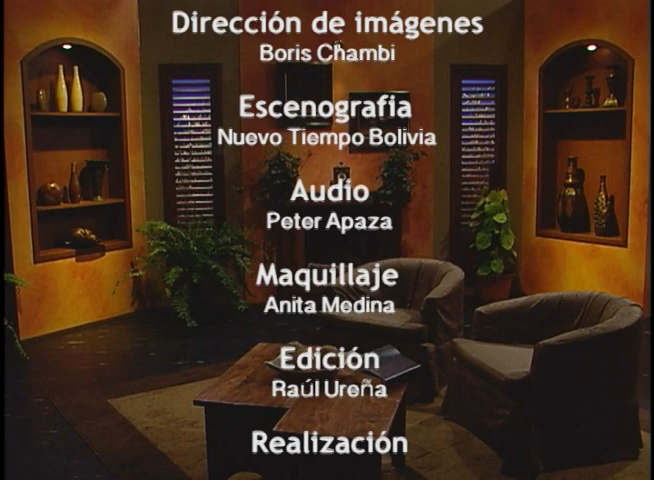 Dirección de imágenes
Boris Chambi
Escenografia
Nuevo Tiempo Bolivia
Audio
Peter Apaza
Maquillaje
Anita Medina
Edición
Raúl Ureña
Realización